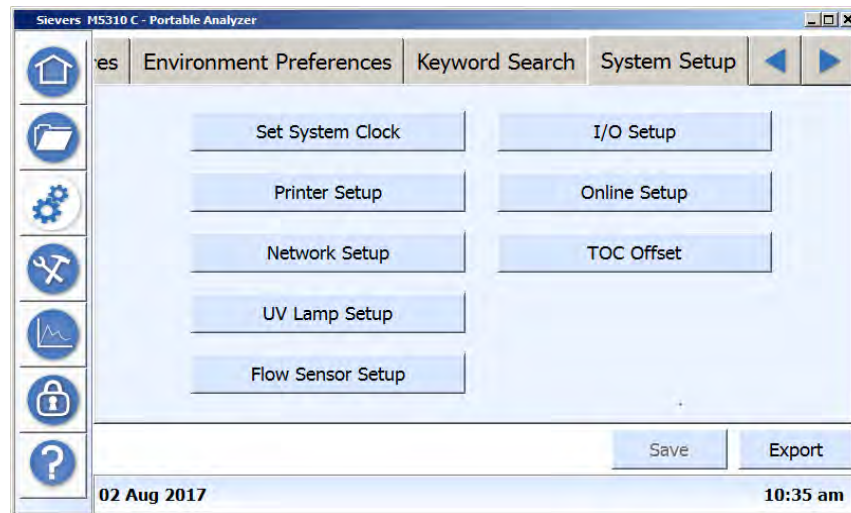 Sievers M5310 C - Portable Analyzer
es Environment Preferences Keyword Search System Setup
Set System Clock I/O Setup
Printer Setup Online Setup
Network Setup TOC Offset
UV Lamp Setup
Flow Sensor Setup
Save Export
02 Aug 2017 10:35 am